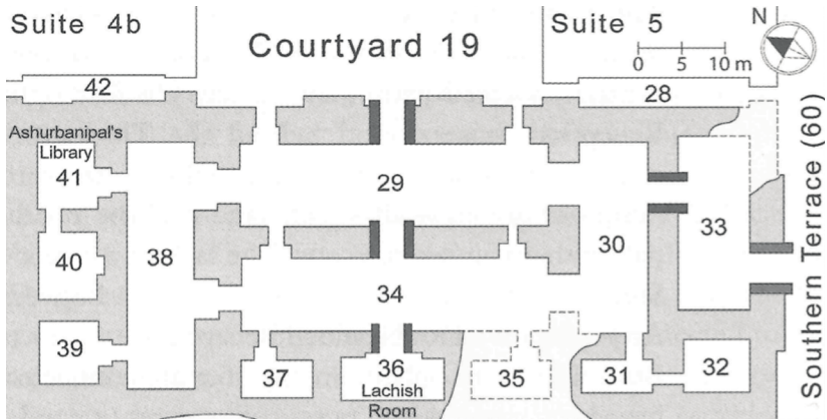 Suite 4b
Courtyard 19
Suite 5
N
0 5 10 m
42
28
Ashurbanipal's
Library
41
29
33
40
38
30
34
39
37
36
Lachish
Room
35
31
32
Southern Terrace (60)